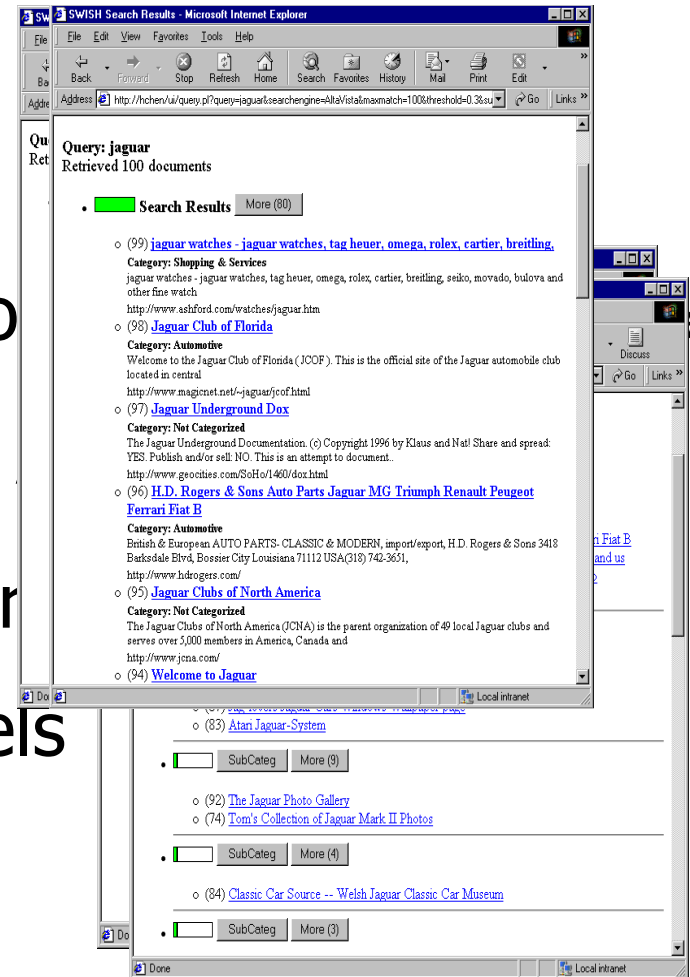 SWISH Search Results - Microsoft Internet Explorer
File Edit View Favorites Tools Help
Back Forward Stop Refresh Home Search Favorites History Mail Print Edit
Address http://hchen/ui/query.pl?query=jaguar&searchengine=AltaVista&maxmatch=100&threshold=0.3&su Go Links »
Query: jaguar
Retrieved 100 documents
Search Results More (80)
(99) jaguar watches - jaguar watches, tag heuer, omega, rolex, cartier, breitling,
Category: Shopping & Services
jaguar watches - jaguar watches, tag heuer, omega, rolex, cartier, breitling, seiko, movado, bulova and
other fine watch
http://www.ashford.com/watches/jaguar.htm
(98) Jaguar Club of Florida
Category: Automotive
Welcome to the Jaguar Club of Florida ( JCOF ). This is the official site of the Jaguar automobile club
located in central
http://www.magicnet.net/~jaguar/jcof.html
(97) Jaguar Underground Dox
Category: Not Categorized
The Jaguar Underground Documentation. (c) Copyright 1996 by Klaus and Nat! Share and spread:
YES. Publish and/or sell: NO. This is an attempt to document..
http://www.geocities.com/SoHo/1460/dox.html
(96) H.D. Rogers & Sons Auto Parts Jaguar MG Triumph Renault Peugeot
Ferrari Fiat B
Category: Automotive
British & European AUTO PARTS- CLASSIC & MODERN, import/export, H.D. Rogers & Sons 3418
Barksdale Blvd, Bossier City Louisiana 71112 USA(318) 742-3651,
http://www.hdrogers.com/
(95) Jaguar Clubs of North America
Category: Not Categorized
The Jaguar Clubs of North America (JCNA) is the parent organization of 49 local Jaguar clubs and
serves over 5,000 members in America, Canada and
http://www.jcna.com/
(94) Welcome to Jaguar
Local intranet
Discuss
Go Links »
Fiat B
and us
els
(83) Atari Jaguar-System
SubCateg More (9)
(92) The Jaguar Photo Gallery
(74) Tom's Collection of Jaguar Mark II Photos
SubCateg More (4)
(84) Classic Car Source -- Welsh Jaguar Classic Car Museum
SubCateg More (3)
Done Local intranet